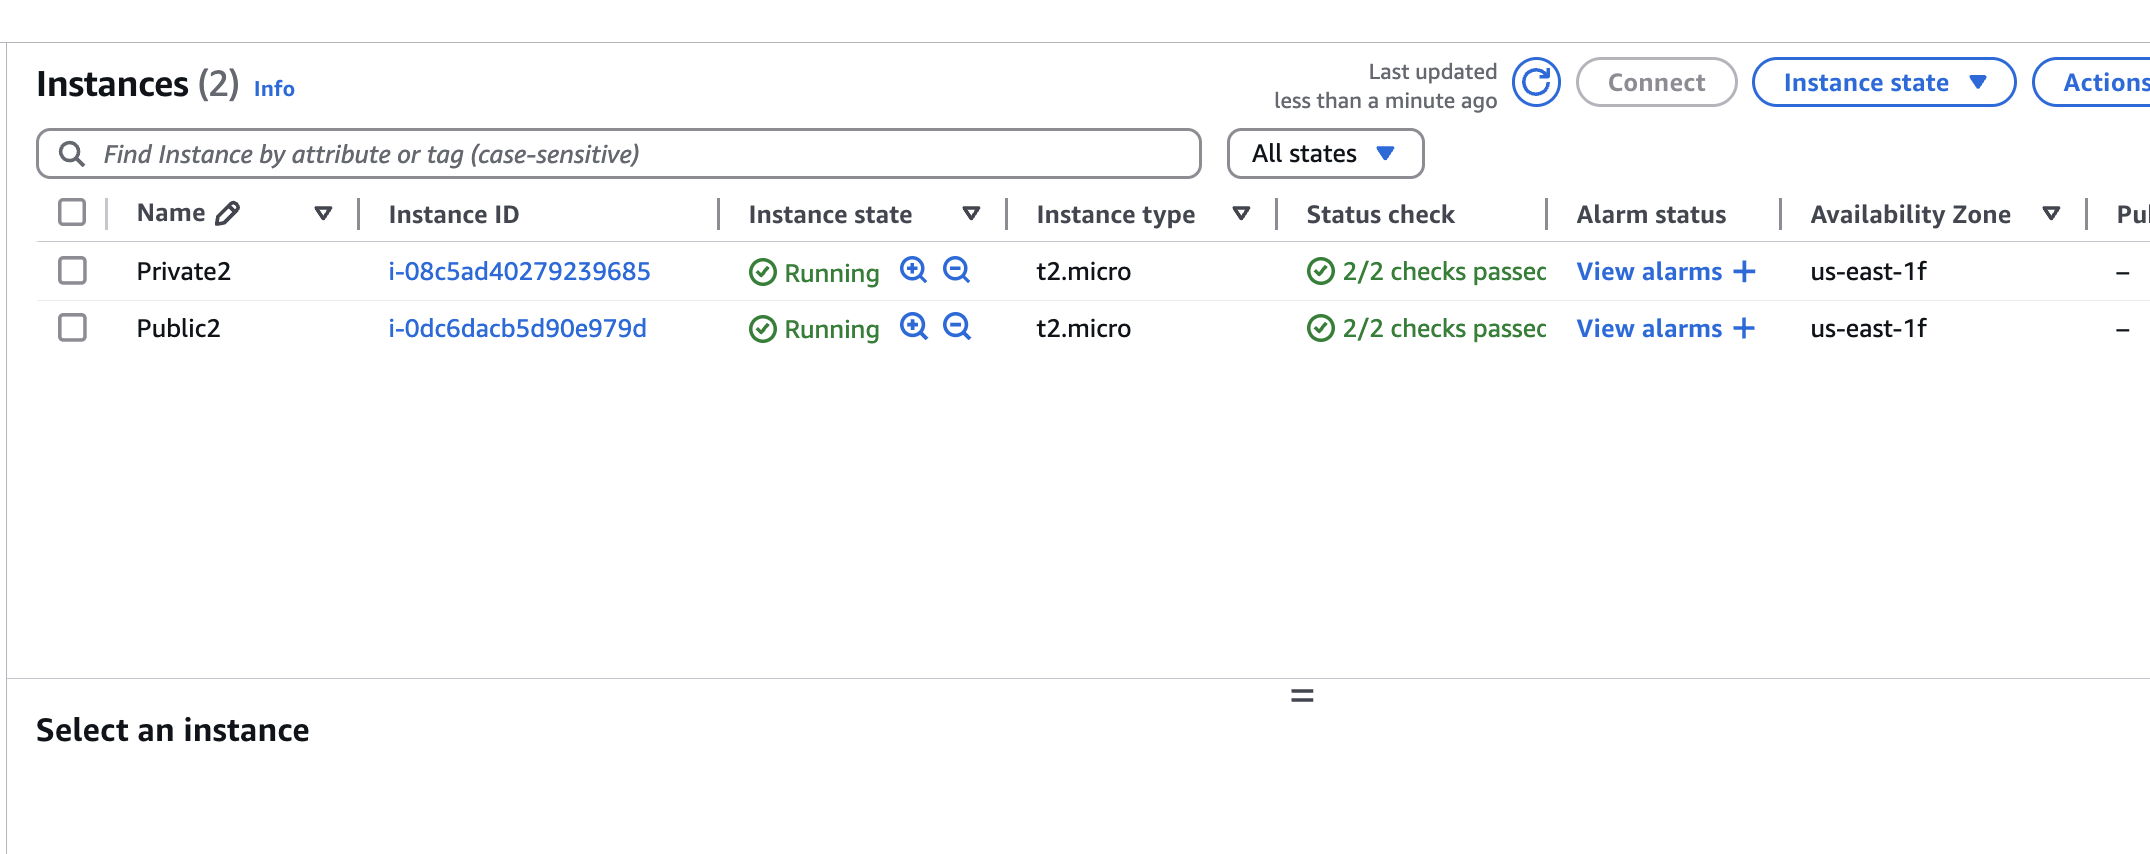 Instances (2) Info
Last updated
less than a minute ago
Connect
Instance state
Actions
Find Instance by attribute or tag (case-sensitive)
All states
Name Instance ID Instance state Instance type Status check Alarm status Availability Zone
Private2 i-08c5ad40279239685 Running t2.micro 2/2 checks passed View alarms + us-east-1f –
Public2 i-0dc6dacb5d90e979d Running t2.micro 2/2 checks passed View alarms + us-east-1f –
Select an instance